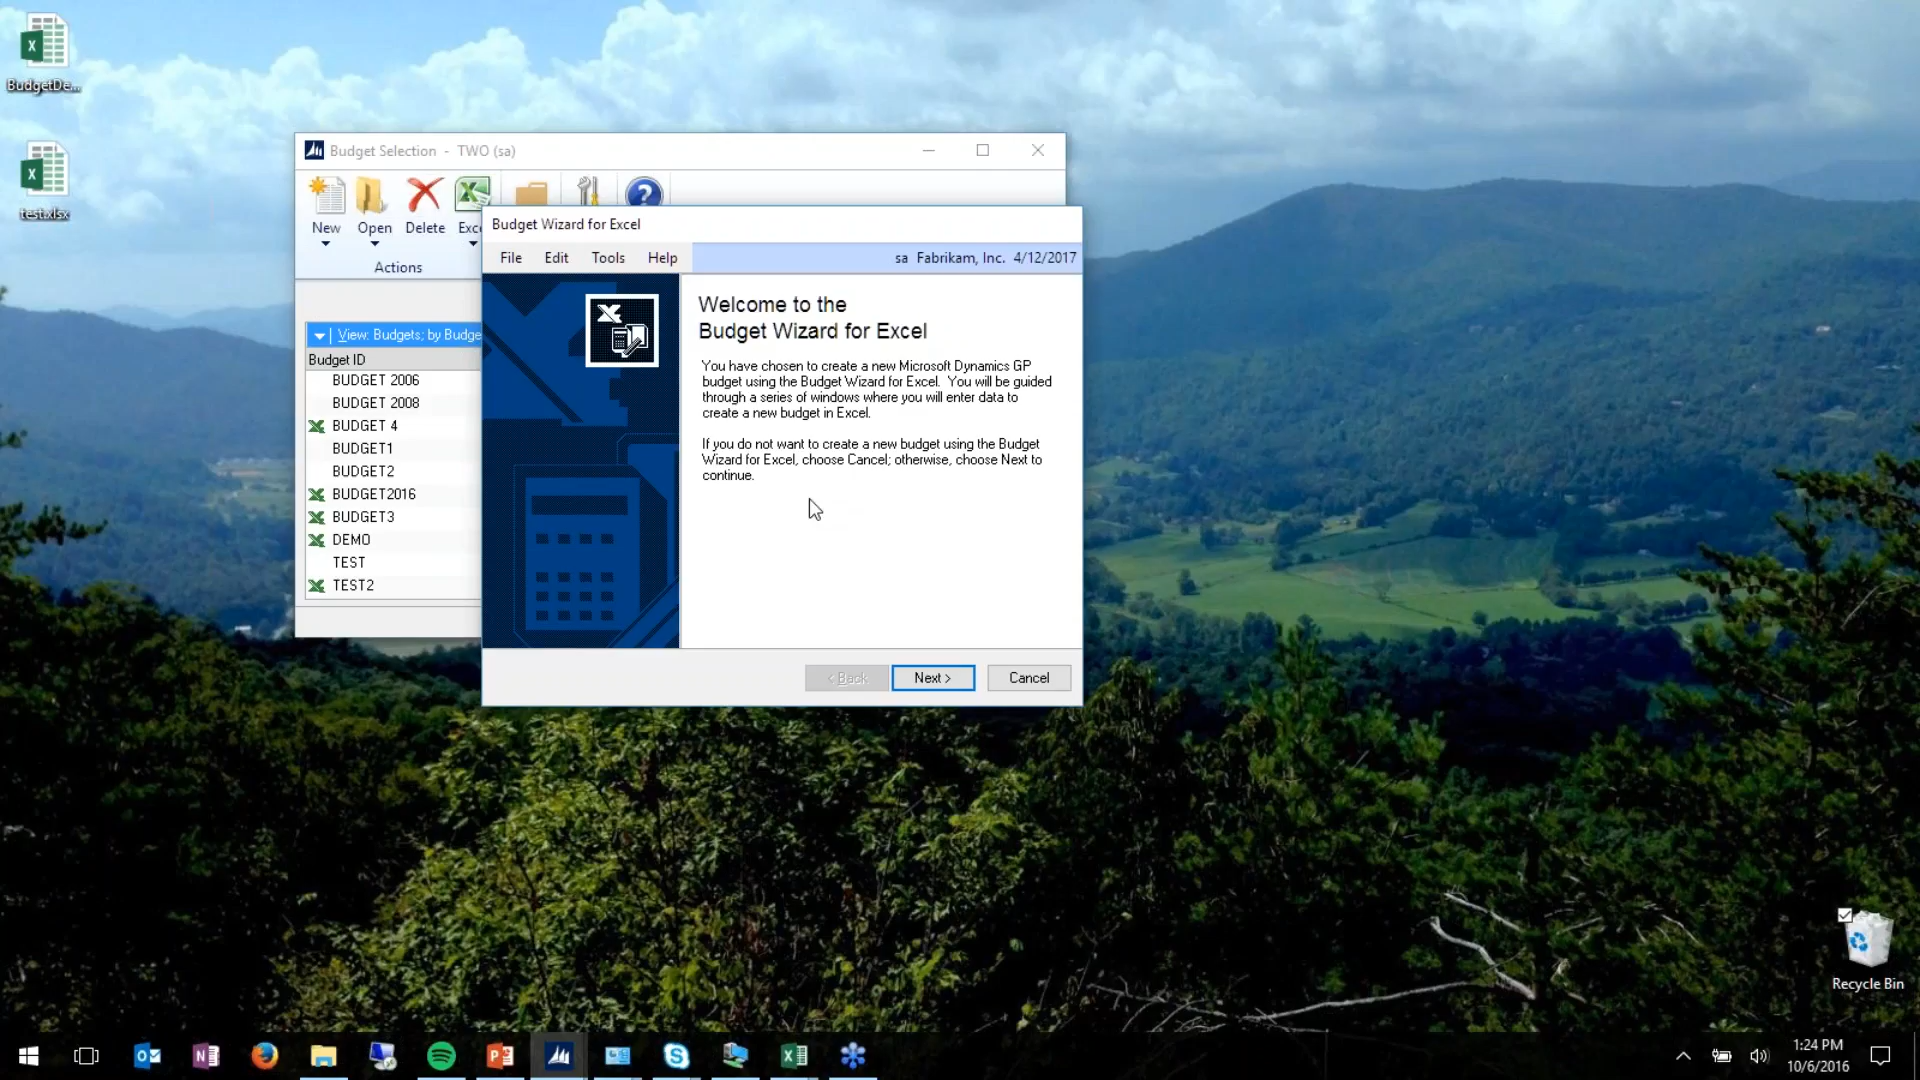 BudgetDe...
test.xlsx
Budget Selection - TWO (sa)
New
Open
Delete
Exce
Actions
View: Budgets; by Budge
Budget ID
BUDGET 2006
BUDGET 2008
BUDGET 4
BUDGET1
BUDGET2
BUDGET2016
BUDGET3
DEMO
TEST
TEST2
Budget Wizard for Excel
File Edit Tools Help
sa Fabrikam, Inc. 4/12/2017
Welcome to the
Budget Wizard for Excel
You have chosen to create a new Microsoft Dynamics GP
budget using the Budget Wizard for Excel. You will be guided
through a series of windows where you will enter data to
create a new budget in Excel.
If you do not want to create a new budget using the Budget
Wizard for Excel, choose Cancel; otherwise, choose Next to
continue.
< Back
Next >
Cancel
Recycle Bin
1:24 PM
10/6/2016